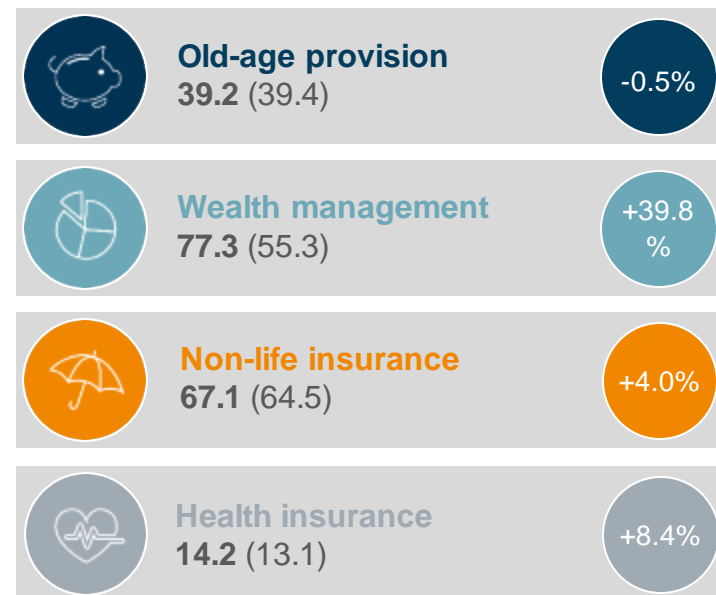 Old-age provision
39.2 (39.4)
-0.5%
Wealth management
77.3 (55.3)
+39.8
%
Non-life insurance
67.1 (64.5)
+4.0%
Health insurance
14.2 (13.1)
+8.4%